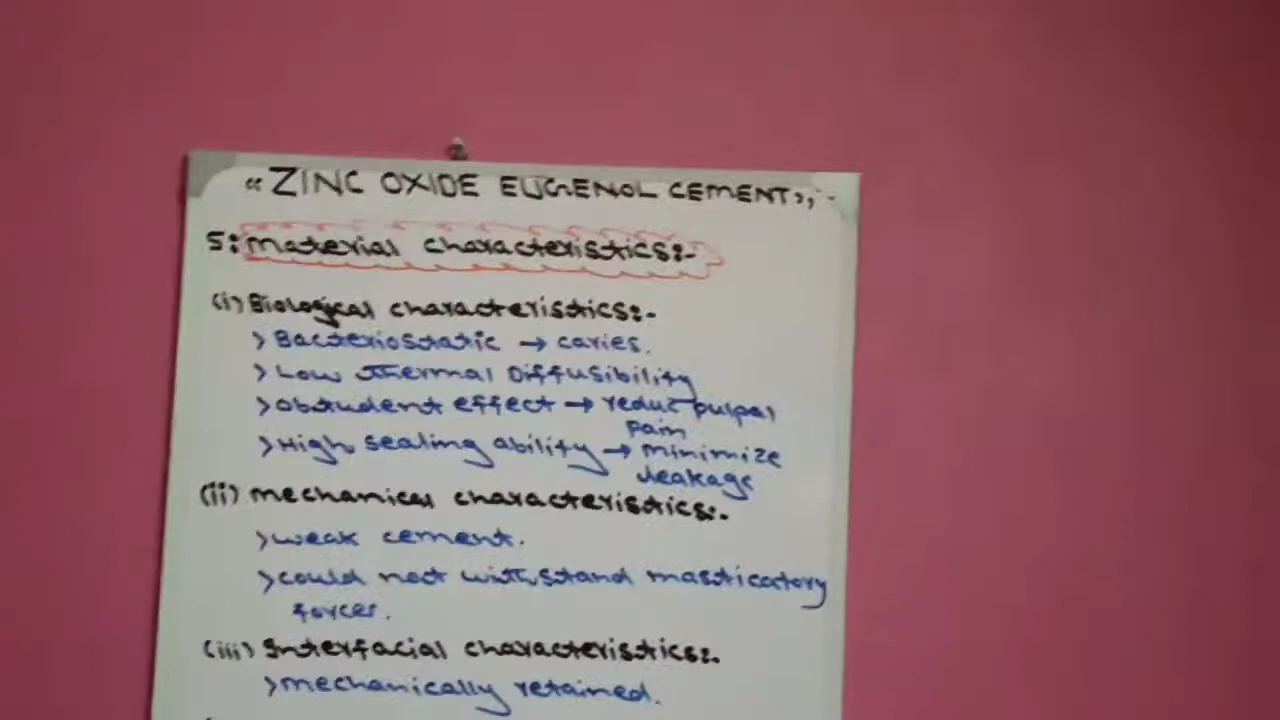 “ZINC OXIDE EUGENOL CEMENT”:-
5: Material characteristics:-
(i) Biological characteristics:-
> Bacteriostatic → caries.
> Low thermal Diffusibility
> obtudent effect → reduc pulpal
pain
> High sealing ability → minimize
leakage
(ii) mechanical characteristics:-
> weak cement.
> could not withstand masticatory
forces.
(iii) Interfacial characteristics:-
> mechanically retained.